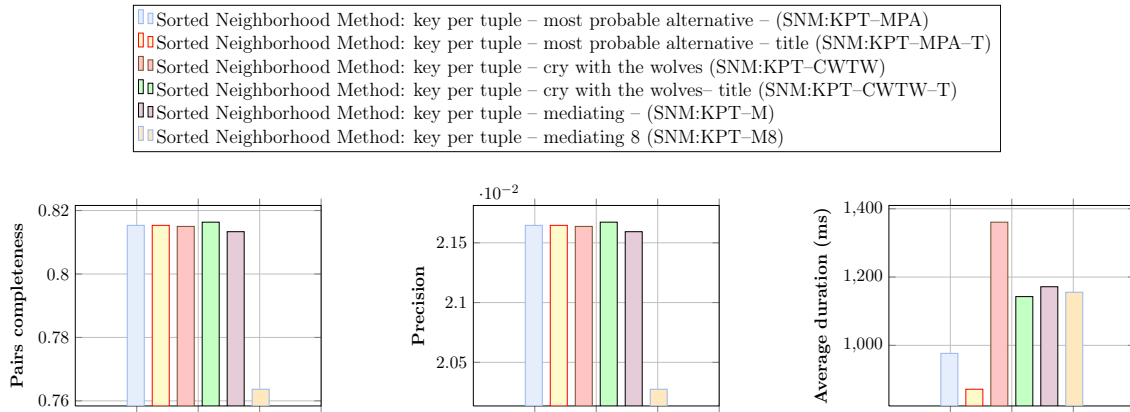 Sorted Neighborhood Method: key per tuple – most probable alternative – (SNM:KPT–MPA)
Sorted Neighborhood Method: key per tuple – most probable alternative – title (SNM:KPT–MPA–T)
Sorted Neighborhood Method: key per tuple – cry with the wolves (SNM:KPT–CWTW)
Sorted Neighborhood Method: key per tuple – cry with the wolves– title (SNM:KPT–CWTW–T)
Sorted Neighborhood Method: key per tuple – mediating – (SNM:KPT–M)
Sorted Neighborhood Method: key per tuple – mediating 8 (SNM:KPT–M8)
Pairs completeness
0.82
0.8
0.78
0.76
Precision
·10−2
2.15
2.1
2.05
Average duration (ms)
1,400
1,200
1,000